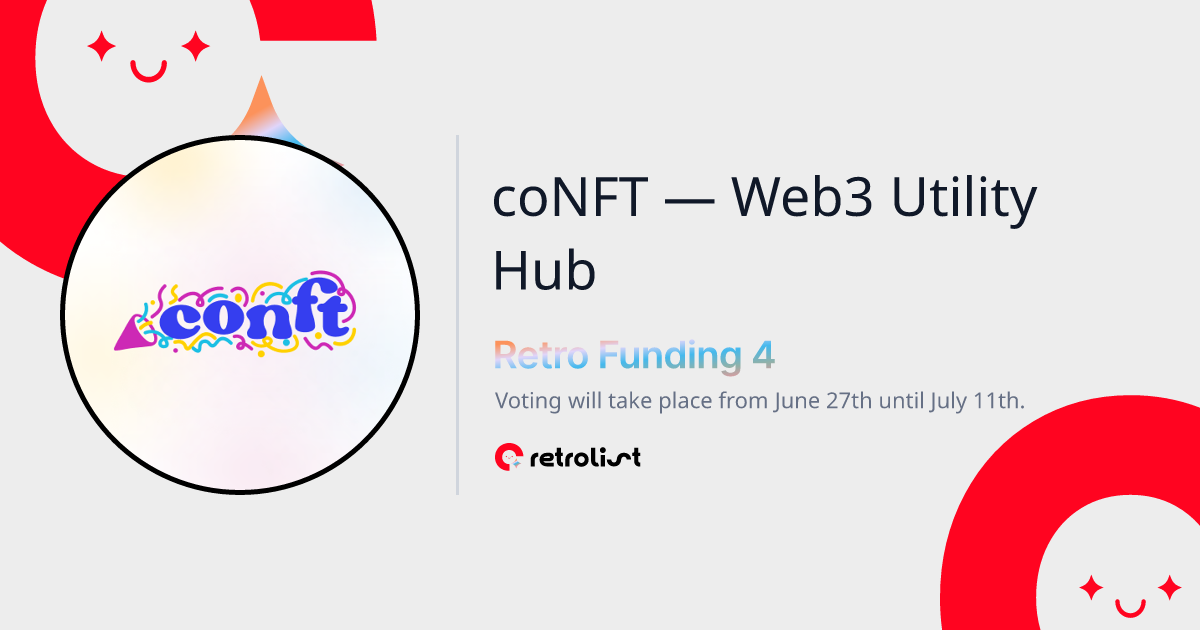 conft
coNFT — Web3 Utility
Hub
Retro Funding 4
Voting will take place from June 27th until July 11th.
retrolist